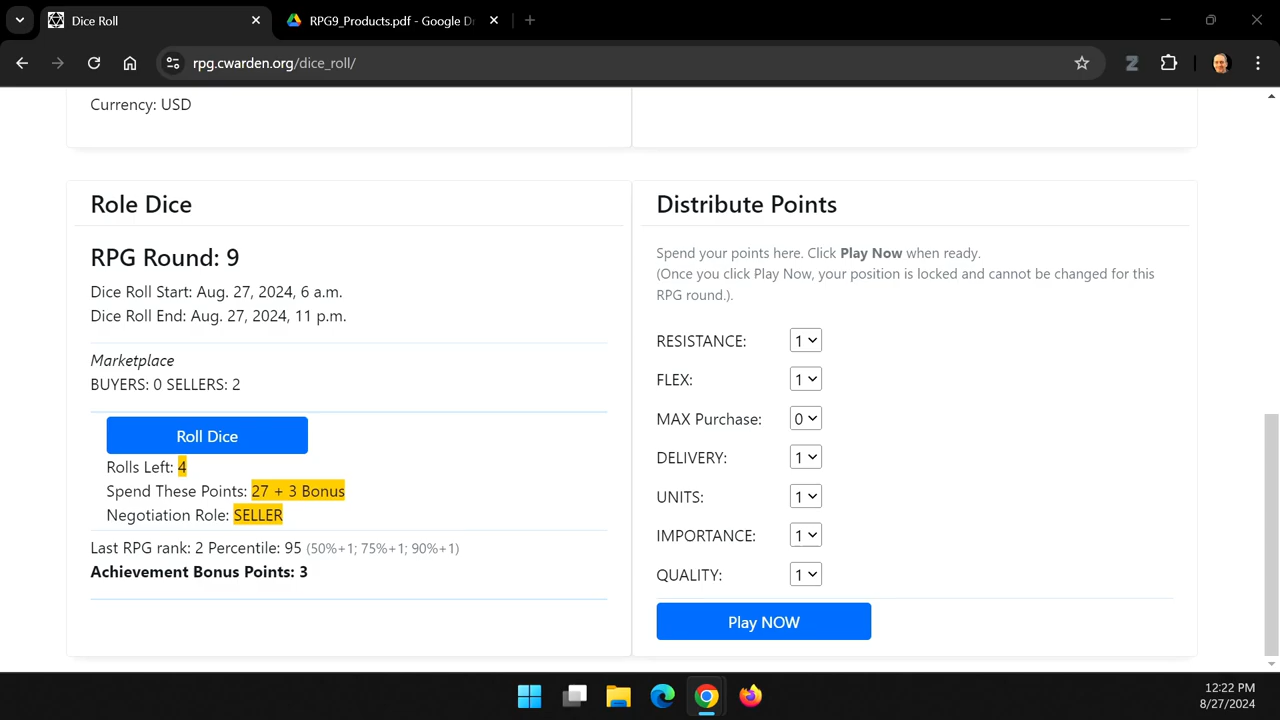 Dice Roll
RPG9_Products.pdf - Google D
rpg.cwarden.org/dice_roll/
Currency: USD
Role Dice
RPG Round: 9
Dice Roll Start: Aug. 27, 2024, 6 a.m.
Dice Roll End: Aug. 27, 2024, 11 p.m.
Marketplace
BUYERS: 0 SELLERS: 2
Roll Dice
Rolls Left: 4
Spend These Points: 27 + 3 Bonus
Negotiation Role: SELLER
Last RPG rank: 2 Percentile: 95 (50%+1; 75%+1; 90%+1)
Achievement Bonus Points: 3
Distribute Points
Spend your points here. Click Play Now when ready.
(Once you click Play Now, your position is locked and cannot be changed for this
RPG round.).
RESISTANCE: 1
FLEX: 1
MAX Purchase: 0
DELIVERY: 1
UNITS: 1
IMPORTANCE: 1
QUALITY: 1
Play NOW
12:22 PM
8/27/2024